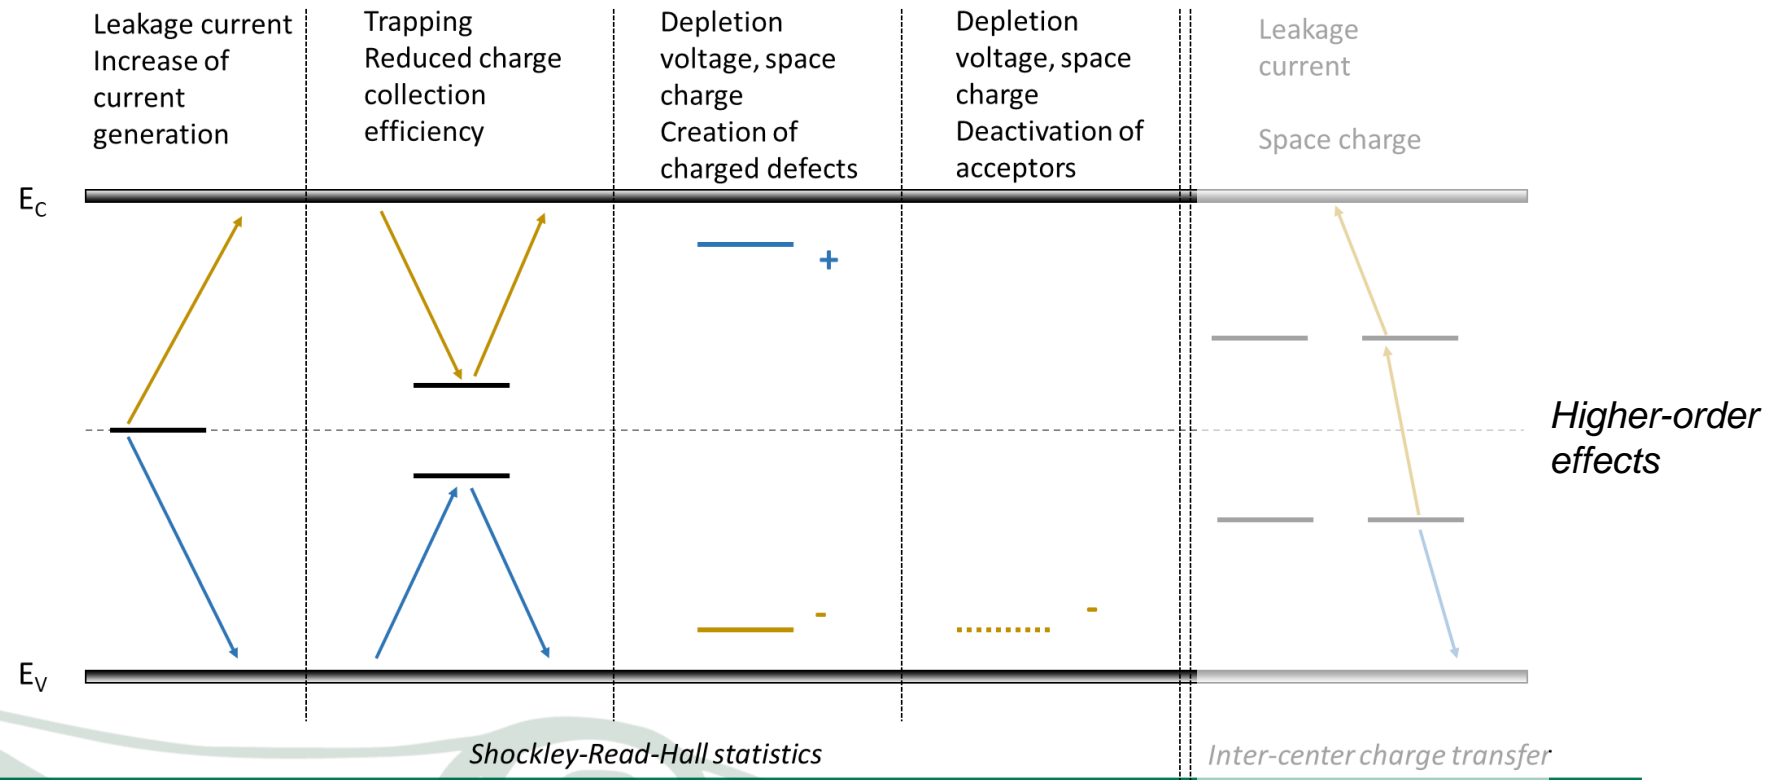 Leakage current
Increase of
current
generation
Trapping
Reduced charge
collection
efficiency
Depletion
voltage, space
charge
Creation of
charged defects
Depletion
voltage, space
charge
Deactivation of
acceptors
Leakage
current
Space charge
E_C
+
-
-
Higher-order
effects
E_V
Shockley-Read-Hall statistics
Inter-center charge transfer